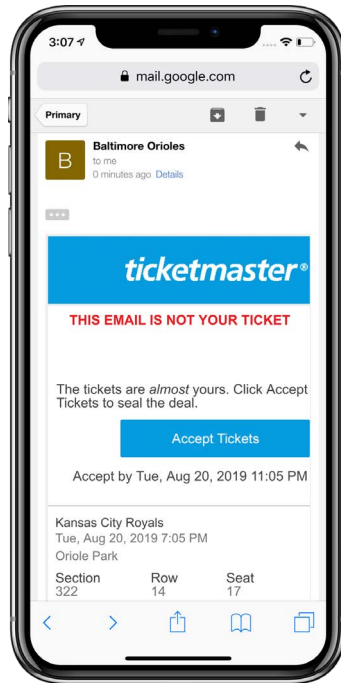 3:07
mail.google.com
Primary
B
Baltimore Orioles
to me
0 minutes ago Details
ticketmaster®
THIS EMAIL IS NOT YOUR TICKET
The tickets are almost yours. Click Accept
Tickets to seal the deal.
Accept Tickets
Accept by Tue, Aug 20, 2019 11:05 PM
Kansas City Royals
Tue, Aug 20, 2019 7:05 PM
Oriole Park
Section Row Seat
322 14 17